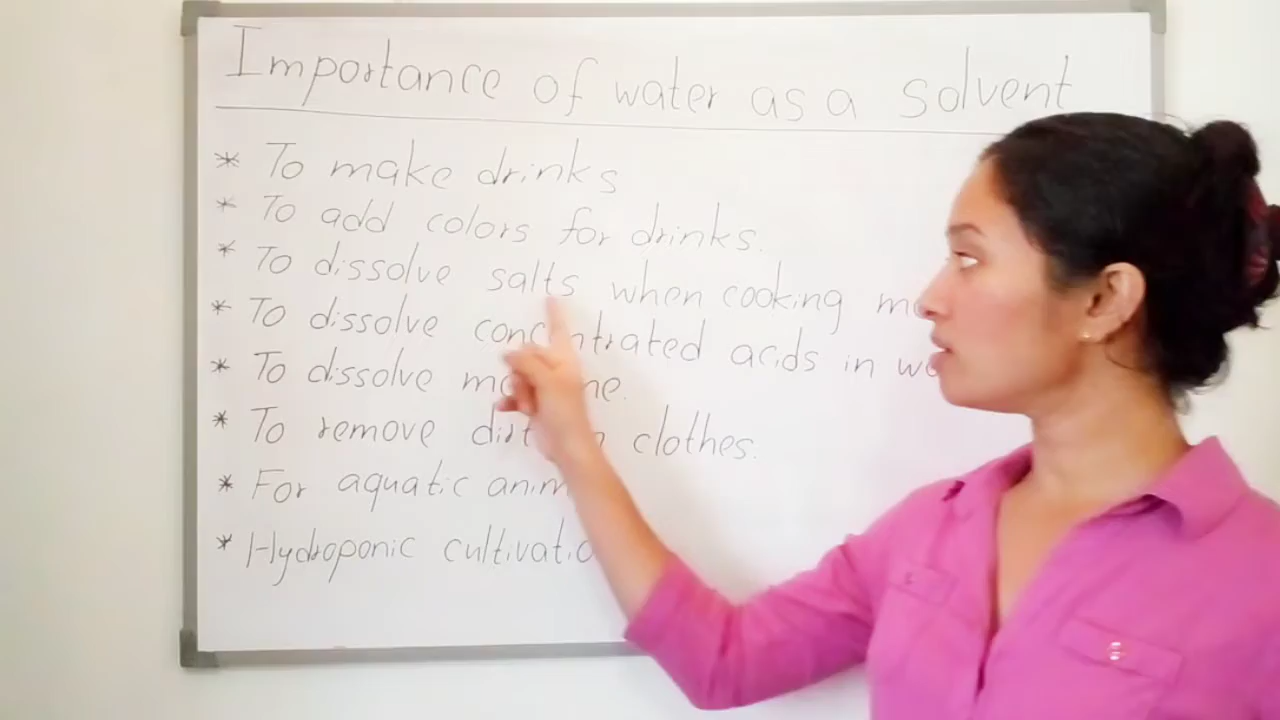 Importance of water as a solvent
* To make drinks
* To add colors for drinks.
* To dissolve salts when cooking
* To dissolve concentrated acids in
* To dissolve
* To remove dirt clothes.
* For aquatic
* Hydroponic